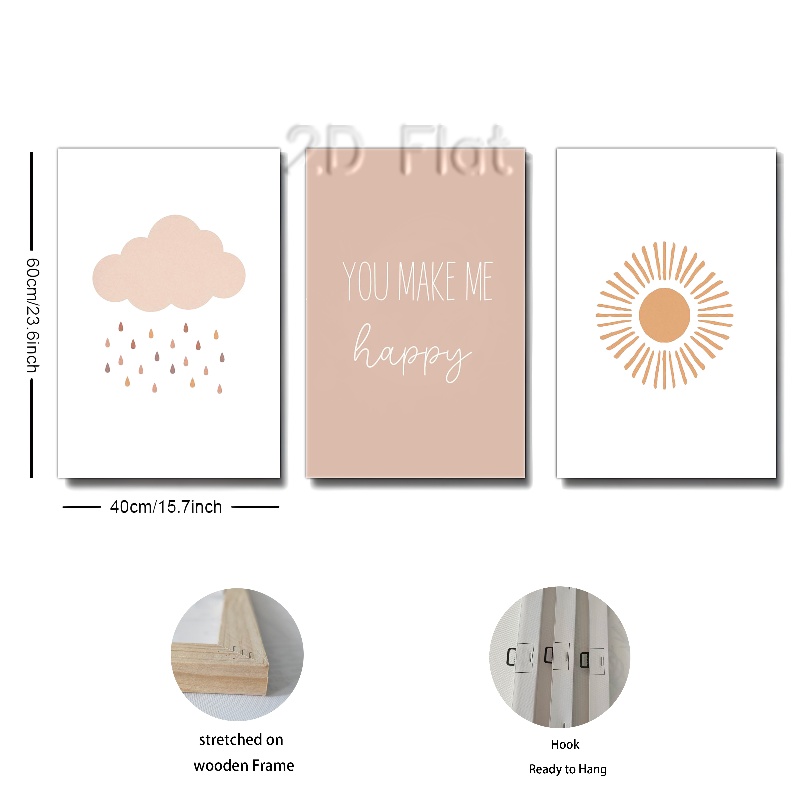 2D Flat
60cm/23.6inch
YOU MAKE ME
happy
40cm/15.7inch
stretched on
wooden Frame
Hook
Ready to Hang